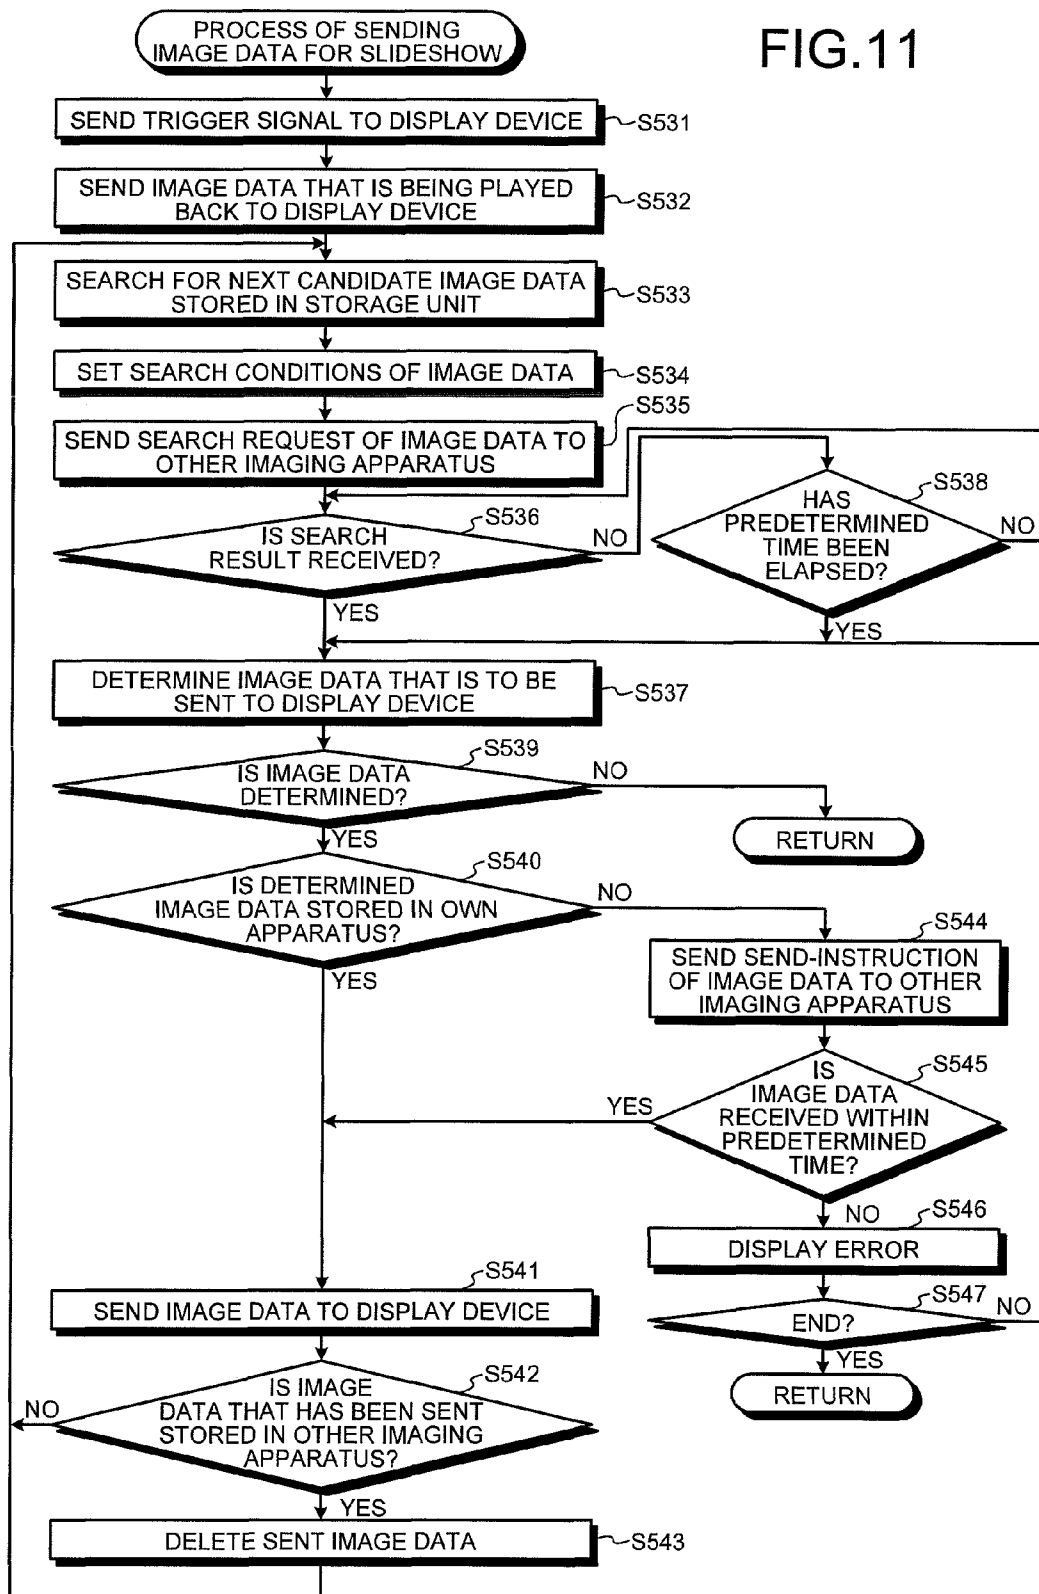 PROCESS OF SENDING
IMAGE DATA FOR SLIDESHOW
FIG.11
SEND TRIGGER SIGNAL TO DISPLAY DEVICE
S531
SEND IMAGE DATA THAT IS BEING PLAYED
BACK TO DISPLAY DEVICE
S532
SEARCH FOR NEXT CANDIDATE IMAGE DATA
STORED IN STORAGE UNIT
S533
SET SEARCH CONDITIONS OF IMAGE DATA
S534
S535
SEND SEARCH REQUEST OF IMAGE DATA TO
OTHER IMAGING APPARATUS
S536
IS SEARCH
RESULT RECEIVED?
NO
YES
S538
HAS
PREDETERMINED
TIME BEEN
ELAPSED?
NO
YES
DETERMINE IMAGE DATA THAT IS TO BE
SENT TO DISPLAY DEVICE
S537
S539
IS IMAGE DATA
DETERMINED?
NO
YES
RETURN
S540
IS DETERMINED
IMAGE DATA STORED IN OWN
APPARATUS?
NO
YES
S544
SEND SEND-INSTRUCTION
OF IMAGE DATA TO OTHER
IMAGING APPARATUS
S545
IS
IMAGE DATA
RECEIVED WITHIN
PREDETERMINED
TIME?
YES
NO
S546
DISPLAY ERROR
S547
END?
NO
YES
RETURN
S541
SEND IMAGE DATA TO DISPLAY DEVICE
S542
IS IMAGE
DATA THAT HAS BEEN SENT
STORED IN OTHER IMAGING
APPARATUS?
NO
YES
DELETE SENT IMAGE DATA
S543